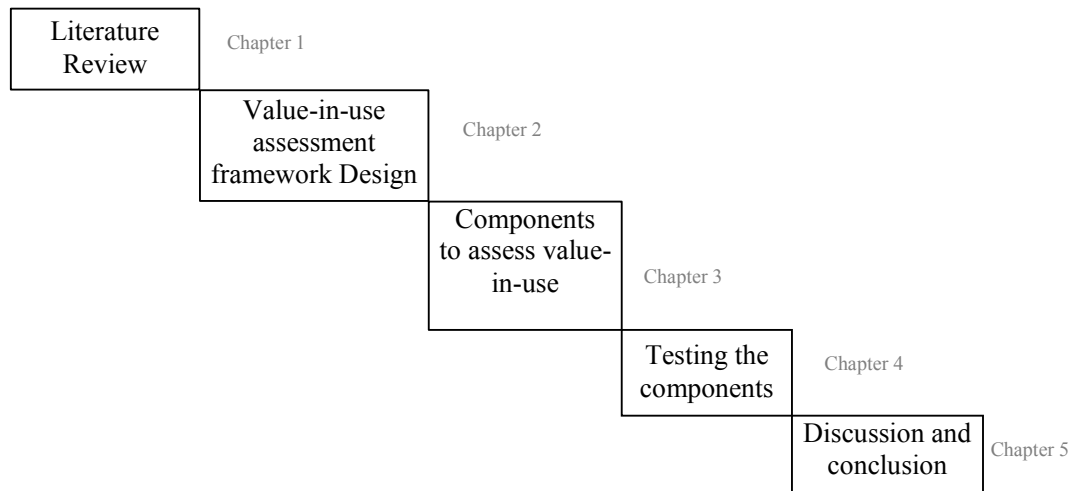 Literature
Review
Chapter 1
Value-in-use
assessment
framework Design
Chapter 2
Components
to assess value-
in-use
Chapter 3
Testing the
components
Chapter 4
Discussion and
conclusion
Chapter 5